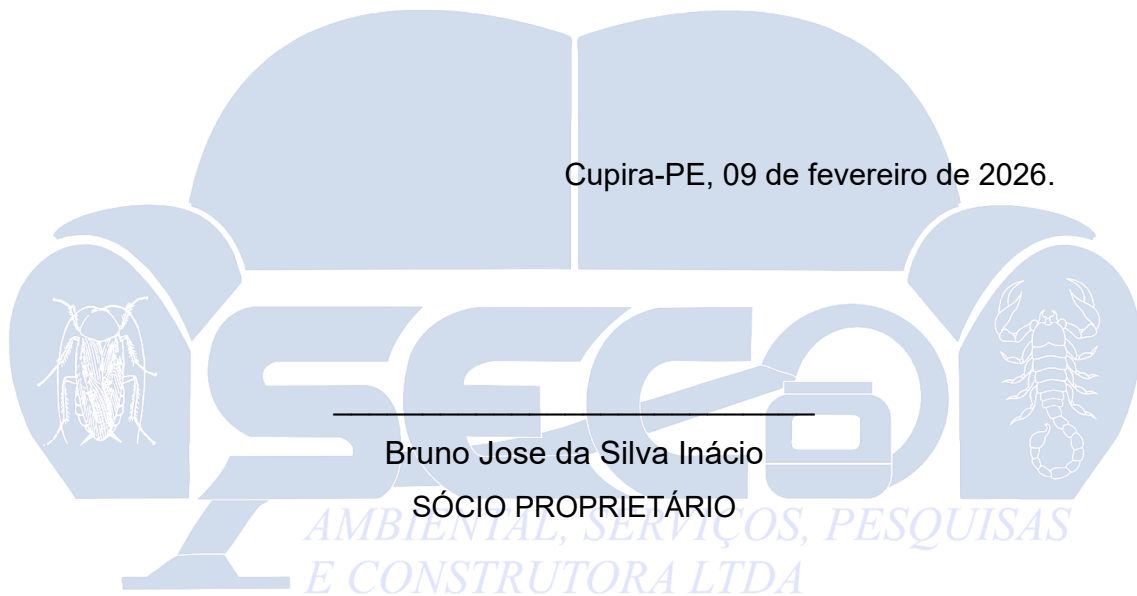 Cupira-PE, 09 de fevereiro de 2026.
SECO
Bruno Jose da Silva Inácio
SÓCIO PROPRIETÁRIO
AMBIENTAL, SERVIÇOS, PESQUISAS
E CONSTRUTORA LTDA